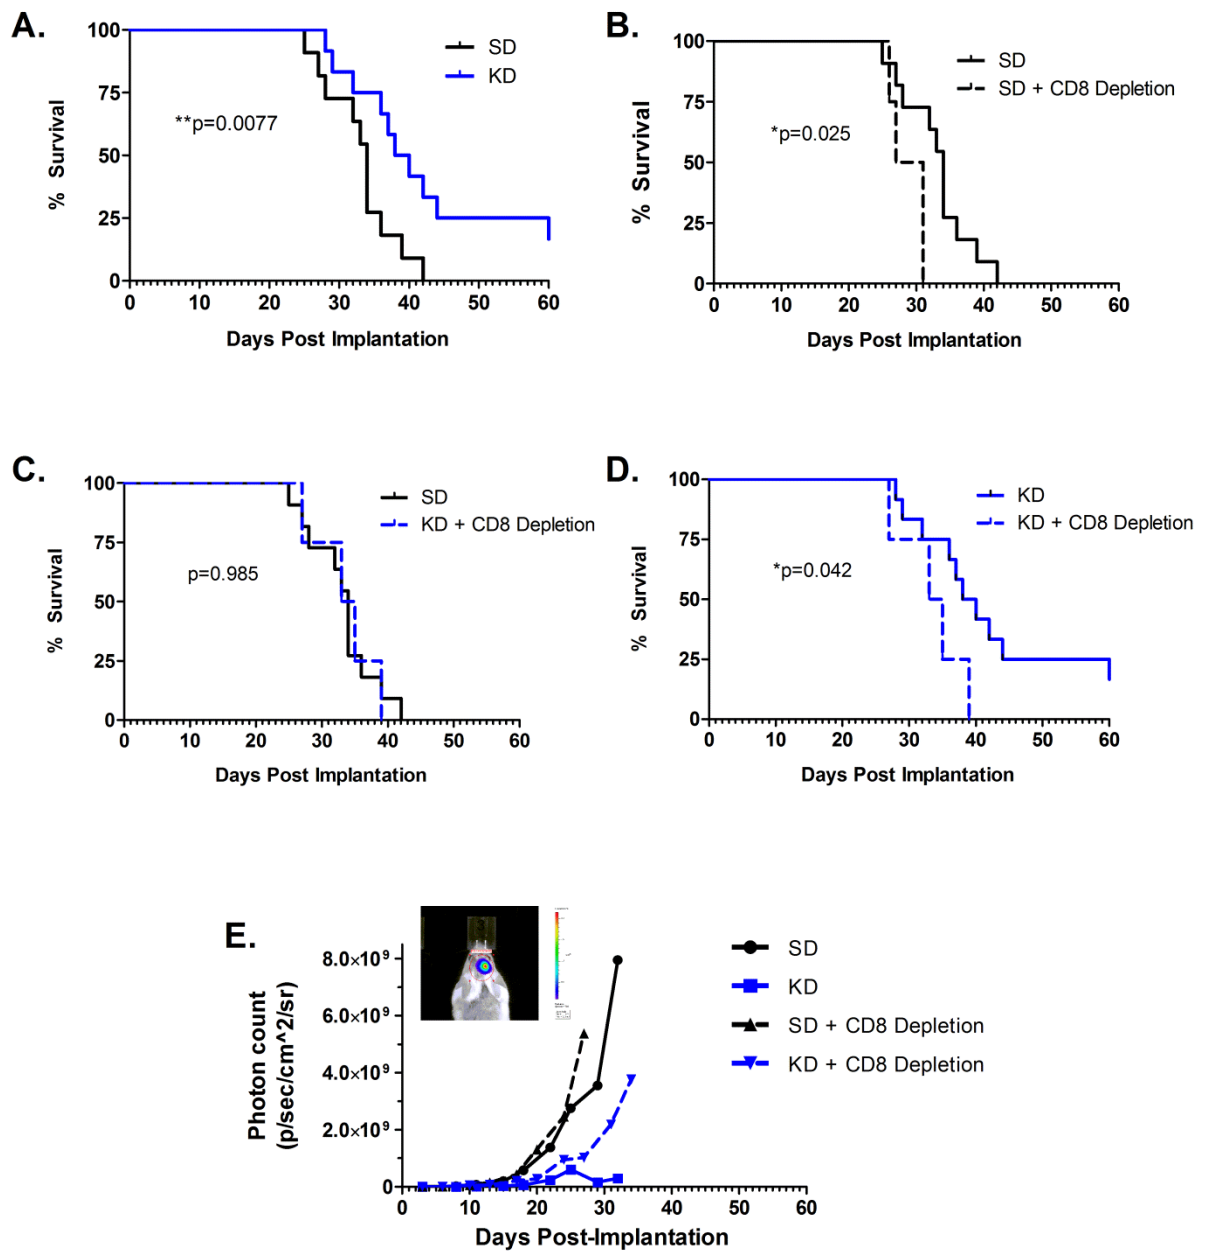 A.
SD
KD
**p=0.0077
% Survival
100
75
50
25
0
0 10 20 30 40 50 60
Days Post Implantation
B.
SD
SD + CD8 Depletion
*p=0.025
% Survival
100
75
50
25
0
0 10 20 30 40 50 60
Days Post Implantation
C.
SD
KD + CD8 Depletion
p=0.985
% Survival
100
75
50
25
0
0 10 20 30 40 50 60
Days Post Implantation
D.
KD
KD + CD8 Depletion
*p=0.042
% Survival
100
75
50
25
0
0 10 20 30 40 50 60
Days Post Implantation
E.
SD
KD
SD + CD8 Depletion
KD + CD8 Depletion
Photon count
(p/sec/cm^2/sr)
8.0×10⁹
6.0×10⁹
4.0×10⁹
2.0×10⁹
0
0 10 20 30 40 50 60
Days Post-Implantation